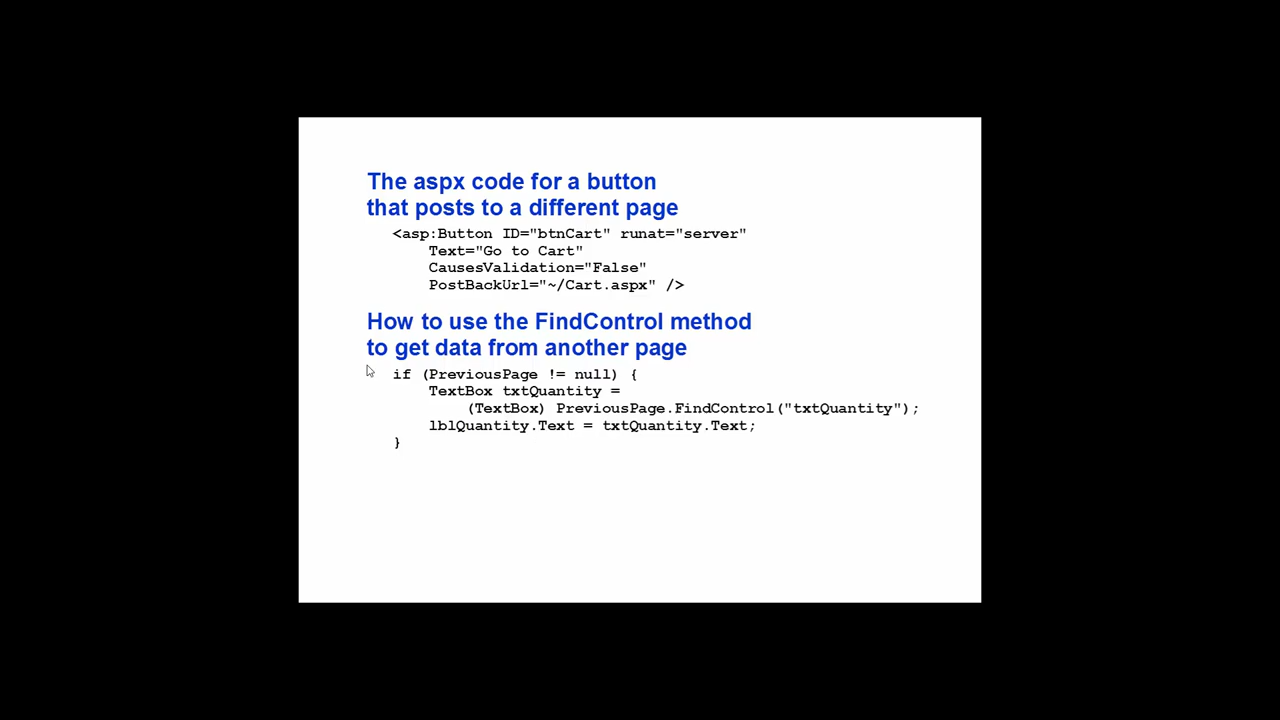 The aspx code for a button
that posts to a different page
<asp:Button ID="btnCart" runat="server"
Text="Go to Cart"
CausesValidation="False"
PostBackUrl="~/Cart.aspx" />
How to use the FindControl method
to get data from another page
if (PreviousPage != null) {
TextBox txtQuantity =
(TextBox) PreviousPage.FindControl("txtQuantity");
lblQuantity.Text = txtQuantity.Text;
}